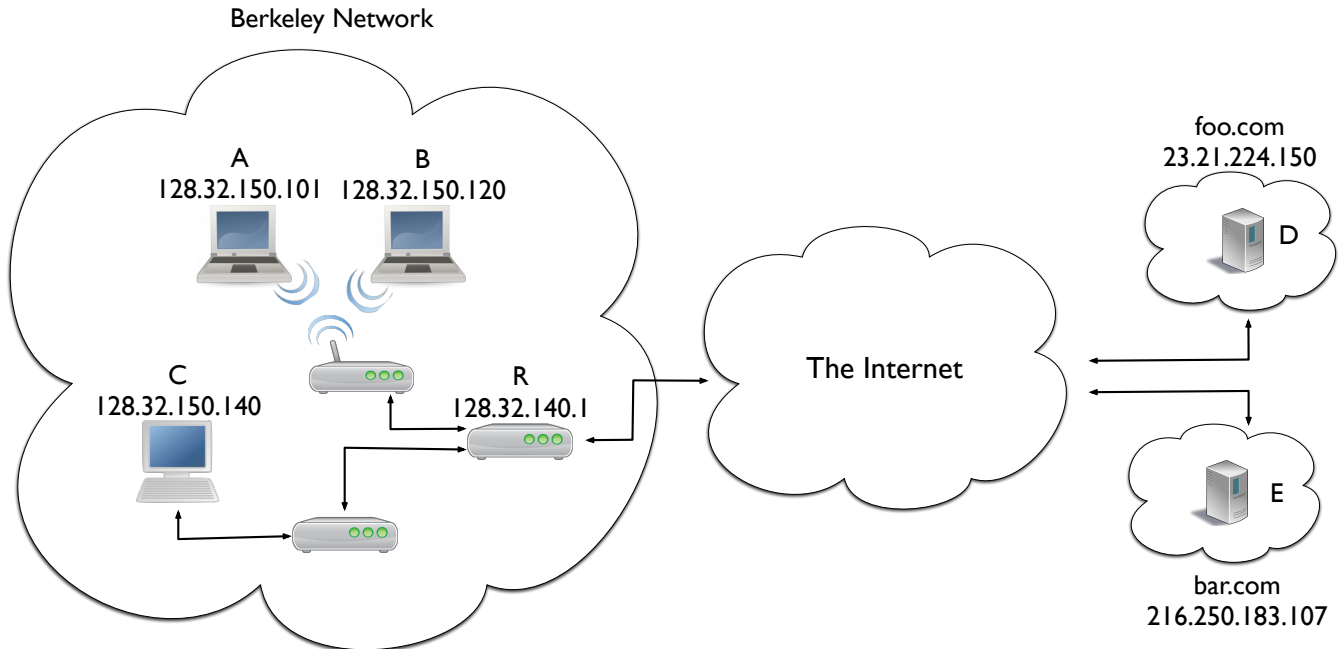 Berkeley Network
A
128.32.150.101
B
128.32.150.120
C
128.32.150.140
R
128.32.140.1
The Internet
foo.com
23.21.224.150
D
E
bar.com
216.250.183.107